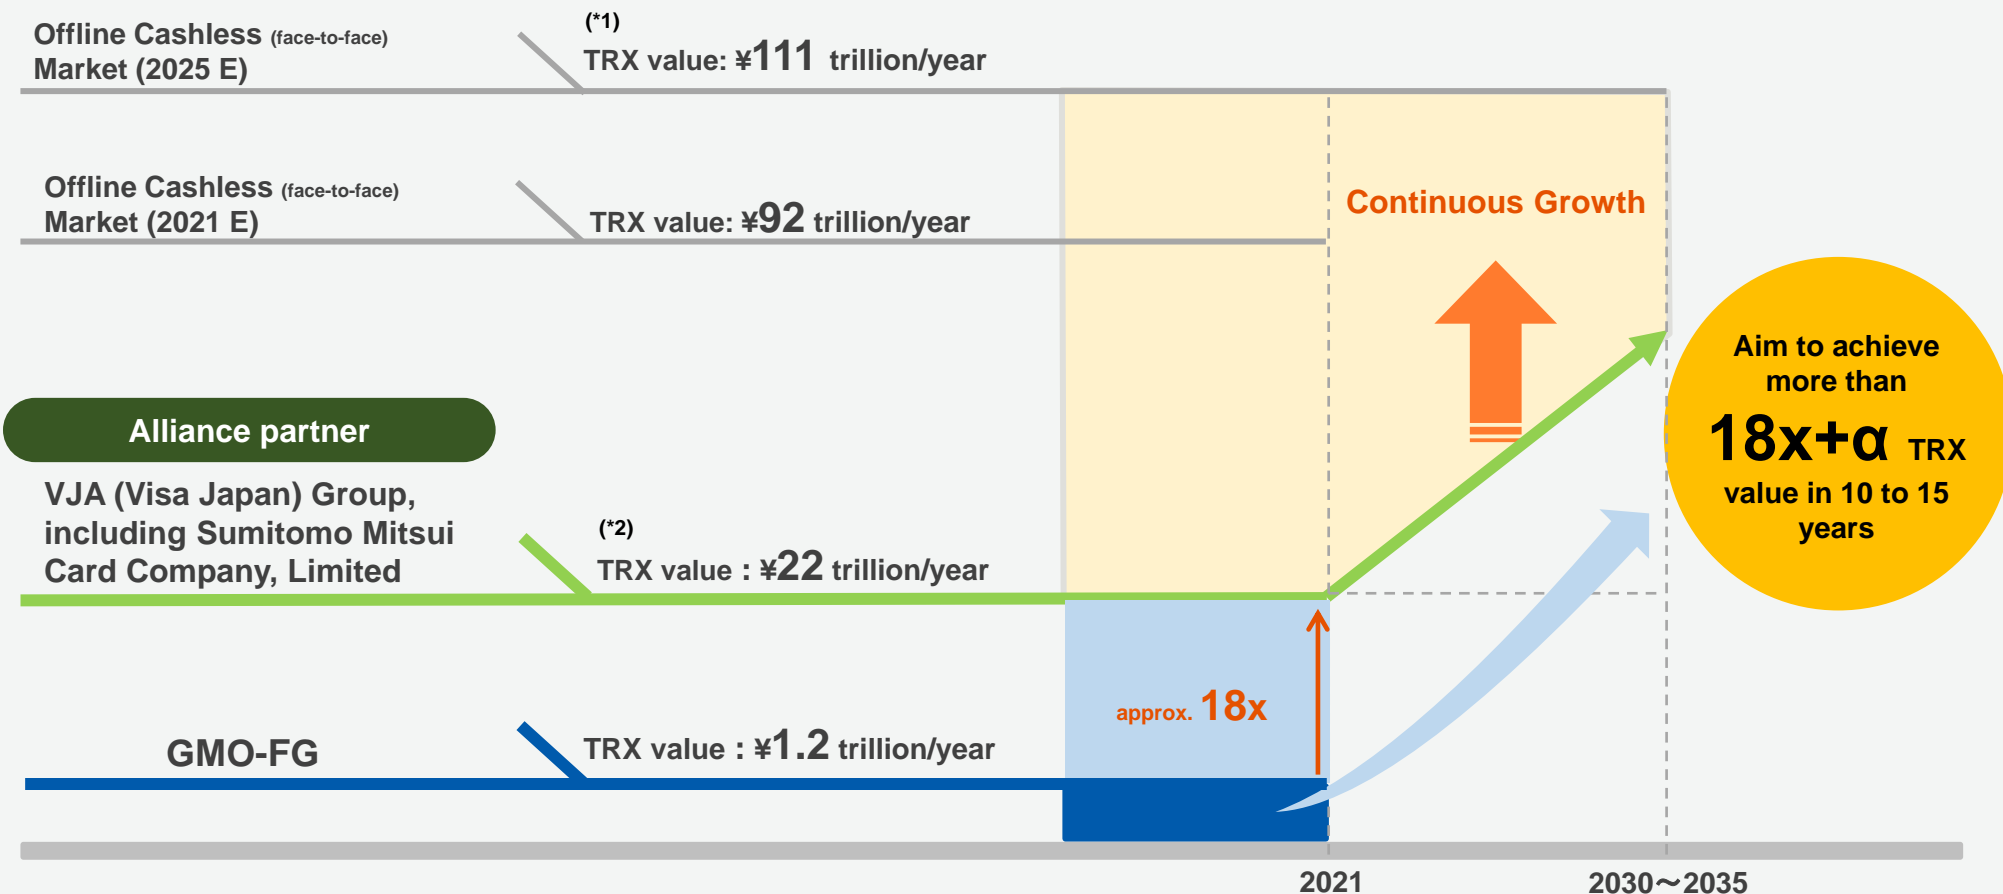 (*1)
Offline Cashless (face-to-face)
Market (2025 E)
TRX value: ¥111 trillion/year
Offline Cashless (face-to-face)
Market (2021 E)
TRX value: ¥92 trillion/year
Continuous Growth
Aim to achieve
more than
18x+α TRX
value in 10 to 15
years
Alliance partner
VJA (Visa Japan) Group,
including Sumitomo Mitsui
Card Company, Limited
(*2)
TRX value : ¥22 trillion/year
approx. 18x
GMO-FG
TRX value : ¥1.2 trillion/year
2021
2030～2035